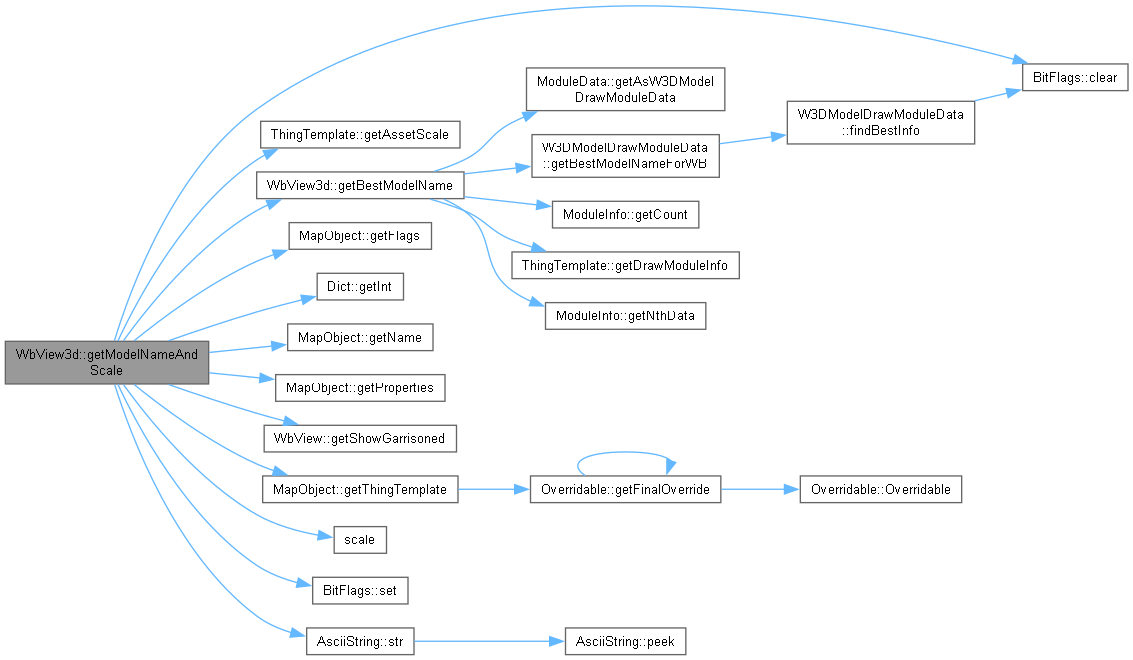 BitFlags::clear
ModuleData::getAsW3DModel
DrawModuleData
W3DModelDrawModuleData
::findBestInfo
ThingTemplate::getAssetScale
W3DModelDrawModuleData
::getBestModelNameForWB
WbView3d::getBestModelName
ModuleInfo::getCount
MapObject::getFlags
ThingTemplate::getDrawModuleInfo
Dict::getInt
ModuleInfo::getNthData
MapObject::getName
WbView3d::getModelNameAnd
Scale
MapObject::getProperties
WbView::getShowGarrisoned
MapObject::getThingTemplate
Overridable::getFinalOverride
Overridable::Overridable
scale
BitFlags::set
AsciiString::str
AsciiString::peek